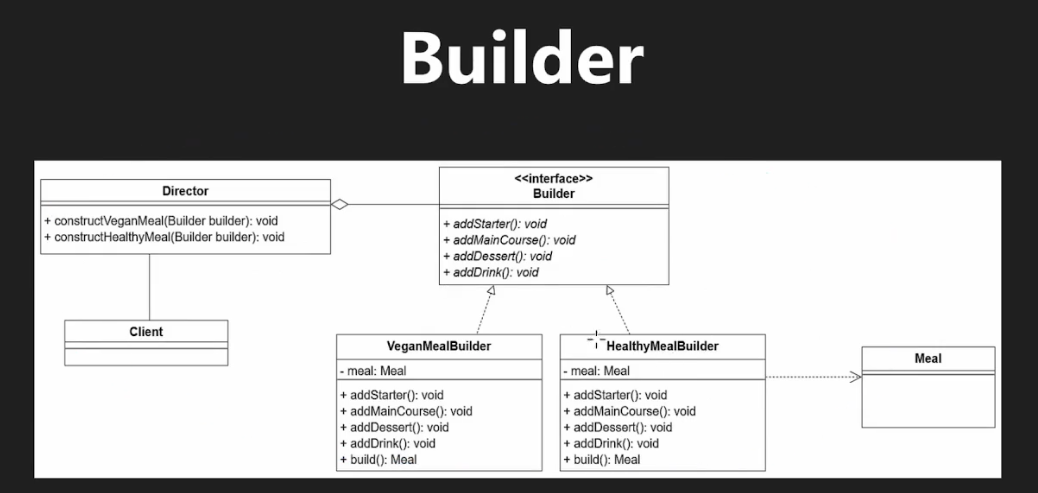 Builder
Director
+ constructVeganMeal(Builder builder): void
+ constructHealthyMeal(Builder builder): void
<<interface>>
Builder
+ addStarter(): void
+ addMainCourse(): void
+ addDessert(): void
+ addDrink(): void
Client
VeganMealBuilder
- meal: Meal
+ addStarter(): void
+ addMainCourse(): void
+ addDessert(): void
+ addDrink(): void
+ build(): Meal
HealthyMealBuilder
- meal: Meal
+ addStarter(): void
+ addMainCourse(): void
+ addDessert(): void
+ addDrink(): void
+ build(): Meal
Meal